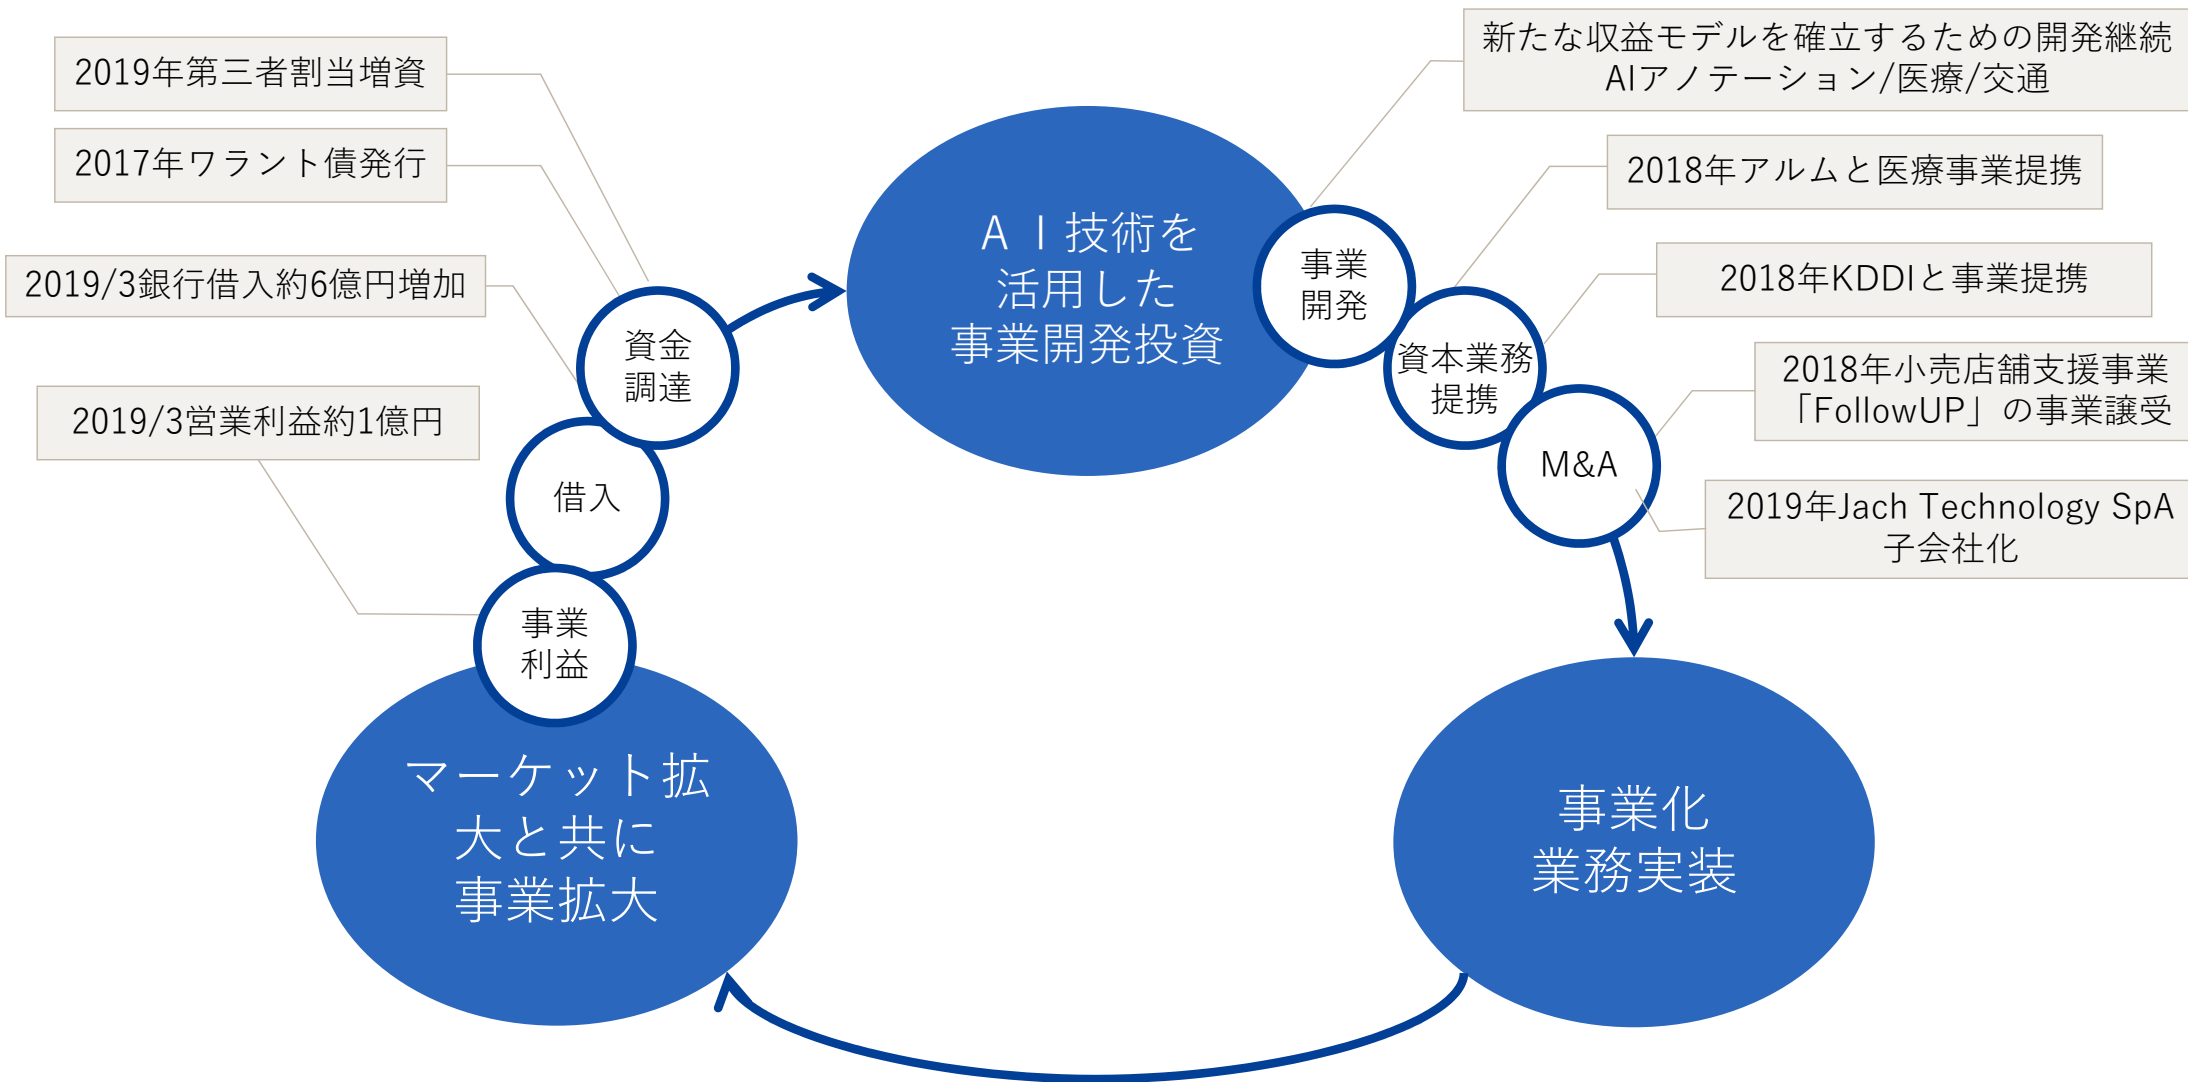 2019年第三者割当増資
2017年ワラント債発行
2019/3銀行借入約6億円増加
2019/3営業利益約1億円
資金
調達
借入
事業
利益
ＡＩ技術を
活用した
事業開発投資
事業
開発
資本業務
提携
M&A
新たな収益モデルを確立するための開発継続
AIアノテーション/医療/交通
2018年アルムと医療事業提携
2018年KDDIと事業提携
2018年小売店舗支援事業
「FollowUP」の事業譲受
2019年Jach Technology SpA
子会社化
マーケット拡
大と共に
事業拡大
事業化
業務実装